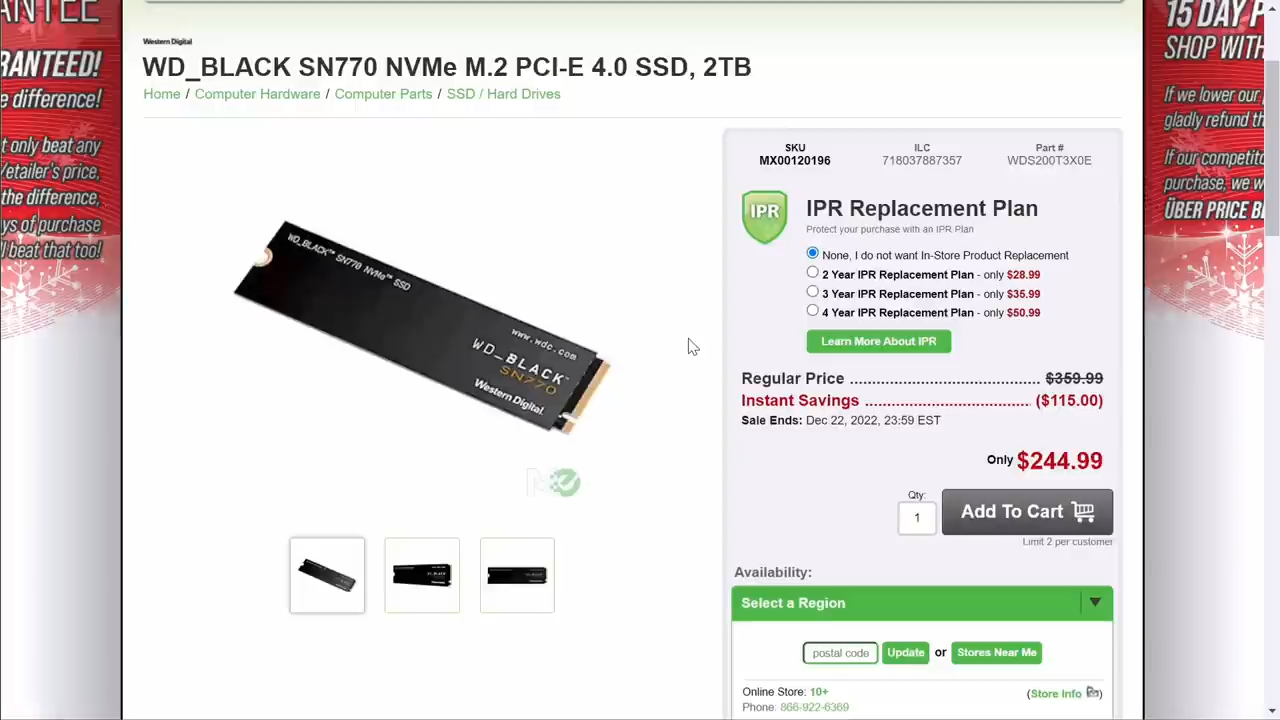 ANTEE
RANTEED!
e difference!
t only beat any
etailer's price,
the difference,
ys of purchase
l beat that too!
Western Digital
WD_BLACK SN770 NVMe M.2 PCI-E 4.0 SSD, 2TB
Home / Computer Hardware / Computer Parts / SSD / Hard Drives
WD_BLACK™ SN770 NVMe™ SSD
www.wdc.com
WD_BLACK™
SN770
Western Digital.
SKU ILC Part #
MX00120196 718037887357 WDS200T3X0E
IPR
IPR Replacement Plan
Protect your purchase with an IPR Plan
None, I do not want In-Store Product Replacement
2 Year IPR Replacement Plan - only $28.99
3 Year IPR Replacement Plan - only $35.99
4 Year IPR Replacement Plan - only $50.99
Learn More About IPR
Regular Price ........................................ $359.99
Instant Savings .................................. ($115.00)
Sale Ends: Dec 22, 2022, 23:59 EST
Only $244.99
Qty:
1
Add To Cart
Limit 2 per customer
Availability:
Select a Region
postal code Update or Stores Near Me
Online Store: 10+ (Store Info)
Phone: 866-922-6369
15 DAY P
SHOP WITH
If we lower our
gladly refund th
If our competito
purchase, we w
ÜBER PRICE BE